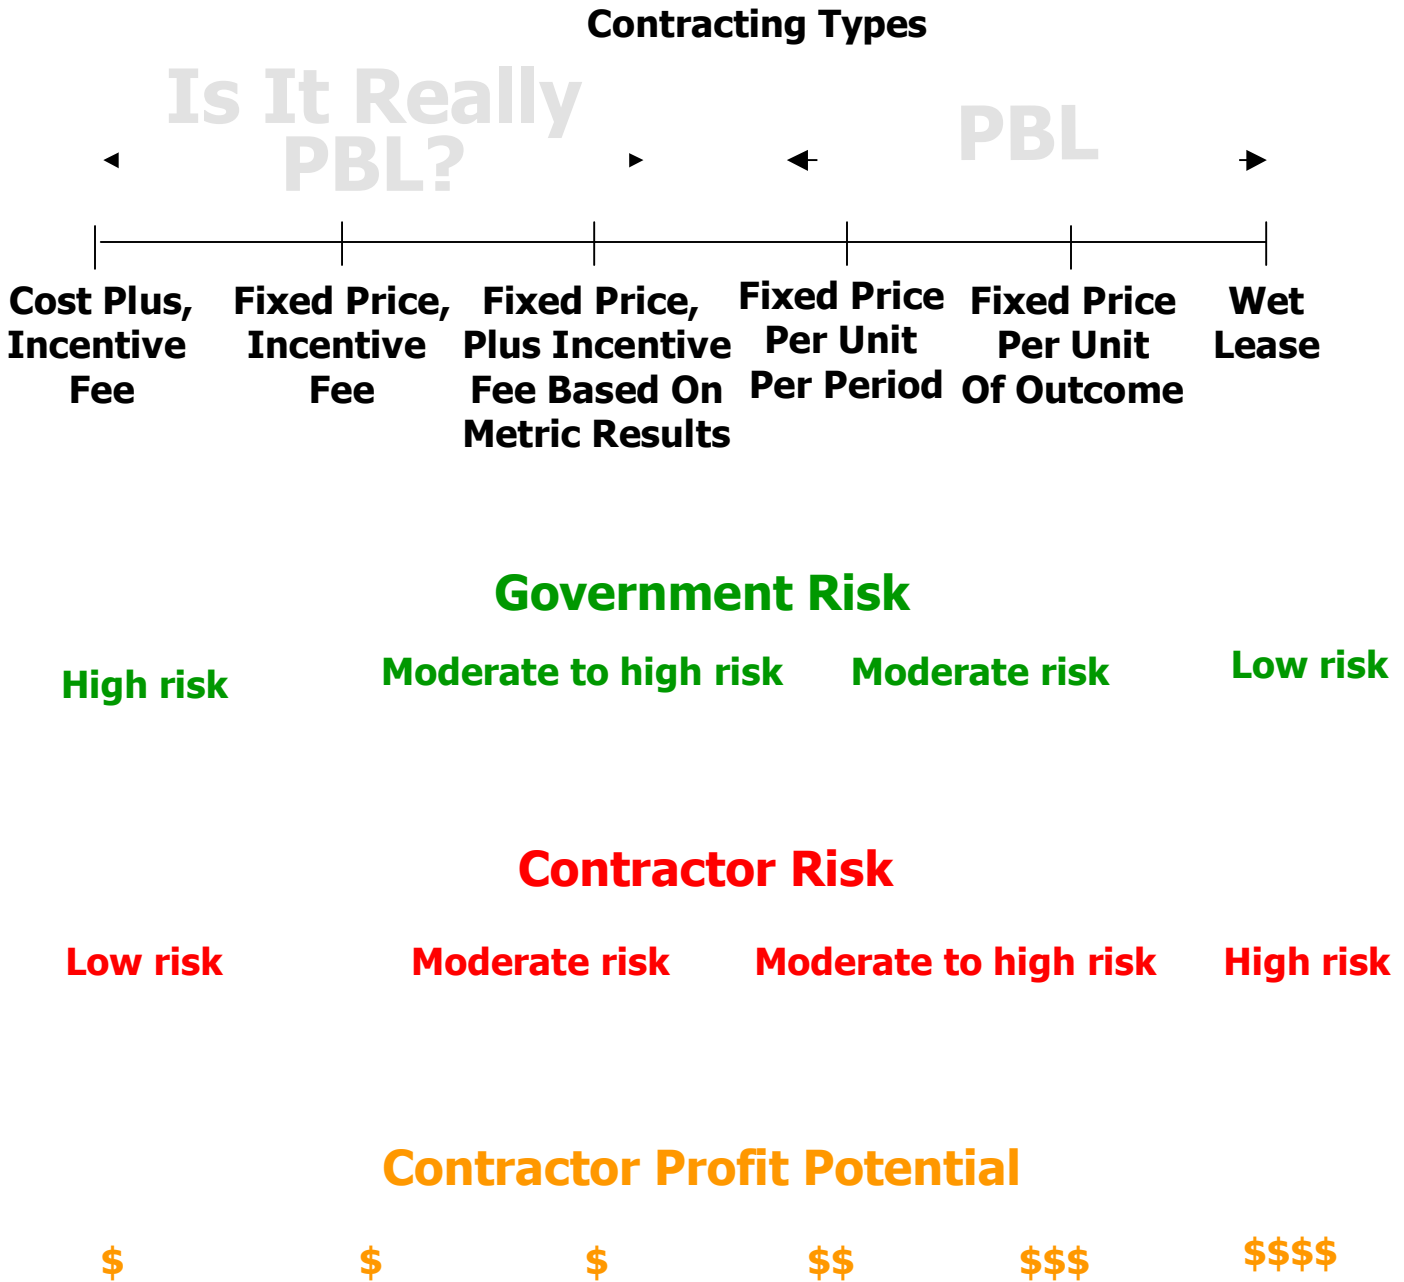 Contracting Types
Is It Really
PBL?
PBL
Cost Plus,
Incentive
Fee
Fixed Price,
Incentive
Fee
Fixed Price,
Plus Incentive
Fee Based On
Metric Results
Fixed Price
Per Unit
Per Period
Fixed Price
Per Unit
Of Outcome
Wet
Lease
Government Risk
High risk
Moderate to high risk
Moderate risk
Low risk
Contractor Risk
Low risk
Moderate risk
Moderate to high risk
High risk
Contractor Profit Potential
$
$
$
$$
$$$
$$$$